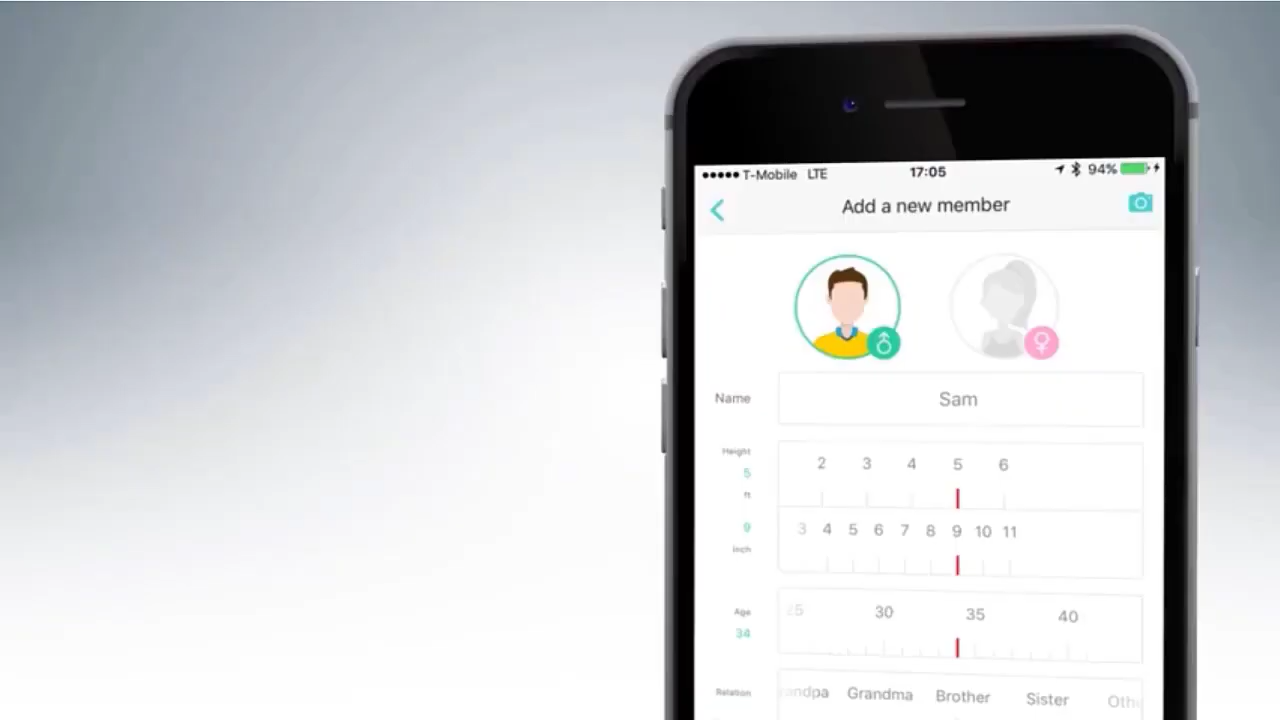 T-Mobile LTE 17:05 94%
Add a new member
Name Sam
Height
5 2 3 4 5 6
ft
9 3 4 5 6 7 8 9 10 11
Inch
Age 25 30 35 40
34
Relation Grandma Brother Sister